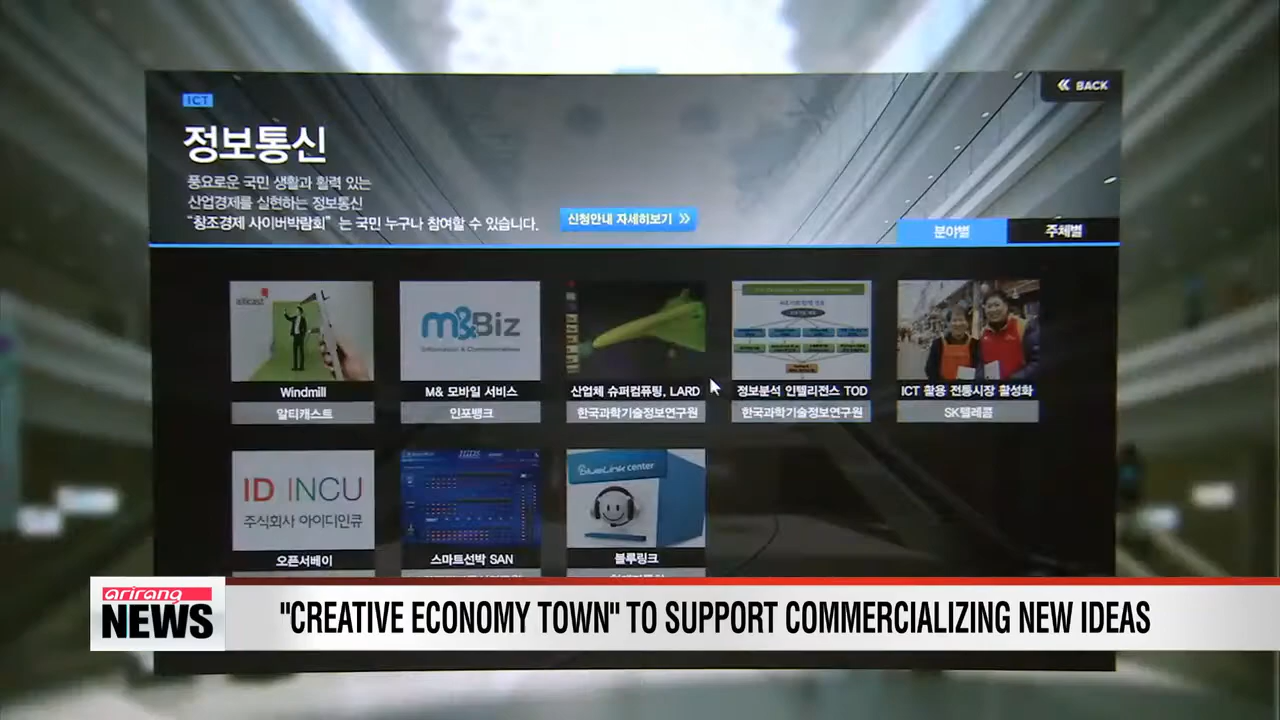 ICT
« BACK
정보통신
풍요로운 국민 생활과 활력 있는
산업경제를 실현하는 정보통신
“창조경제 사이버박람회” 는 국민 누구나 참여할 수 있습니다.
신청안내 자세히보기 »
분야별
주체별
alticast
M&Biz
Information & Communications
Windmill
M& 모바일 서비스
산업체 슈퍼컴퓨팅, LARD
정보분석 인텔리전스 TOD
ICT 활용 전통시장 활성화
알티캐스트
인포뱅크
한국과학기술정보연구원
한국과학기술정보연구원
SK텔레콤
ID INCU
주식회사 아이디인큐
BlueLink center
오픈서베이
스마트선박 SAN
블루링크
arirang
NEWS
"CREATIVE ECONOMY TOWN" TO SUPPORT COMMERCIALIZING NEW IDEAS